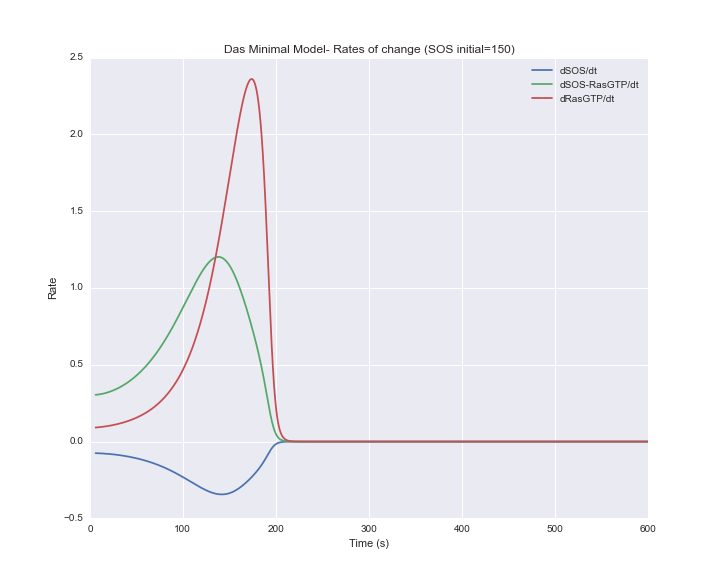 Das Minimal Model- Rates of change (SOS initial=150)
2.5
2.0
1.5
1.0
0.5
0.0
−0.5
Rate
dSOS/dt
dSOS-RasGTP/dt
dRasGTP/dt
0 100 200 300 400 500 600
Time (s)